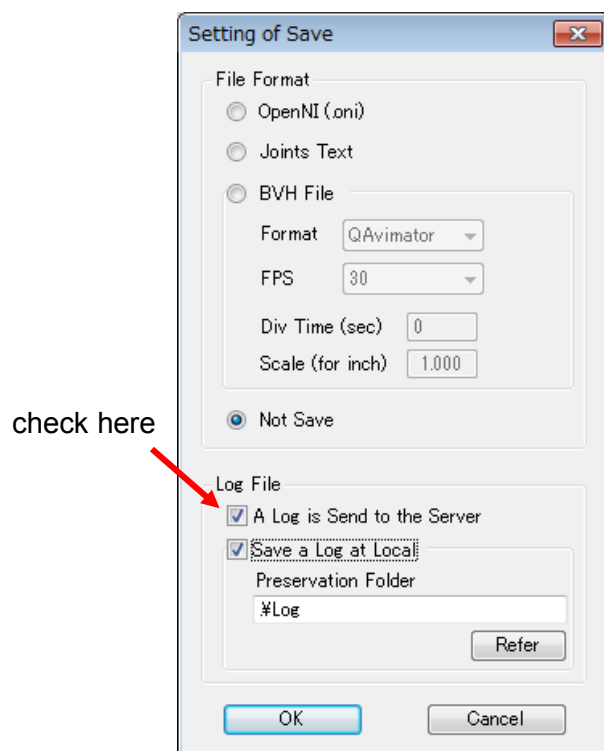 Setting of Save
File Format
OpenNI (.oni)
Joints Text
BVH File
Format QAvimator
FPS 30
Div Time (sec) 0
Scale (for inch) 1.000
check here
Not Save
Log File
A Log is Send to the Server
Save a Log at Local
Preservation Folder
.¥Log
Refer
OK Cancel